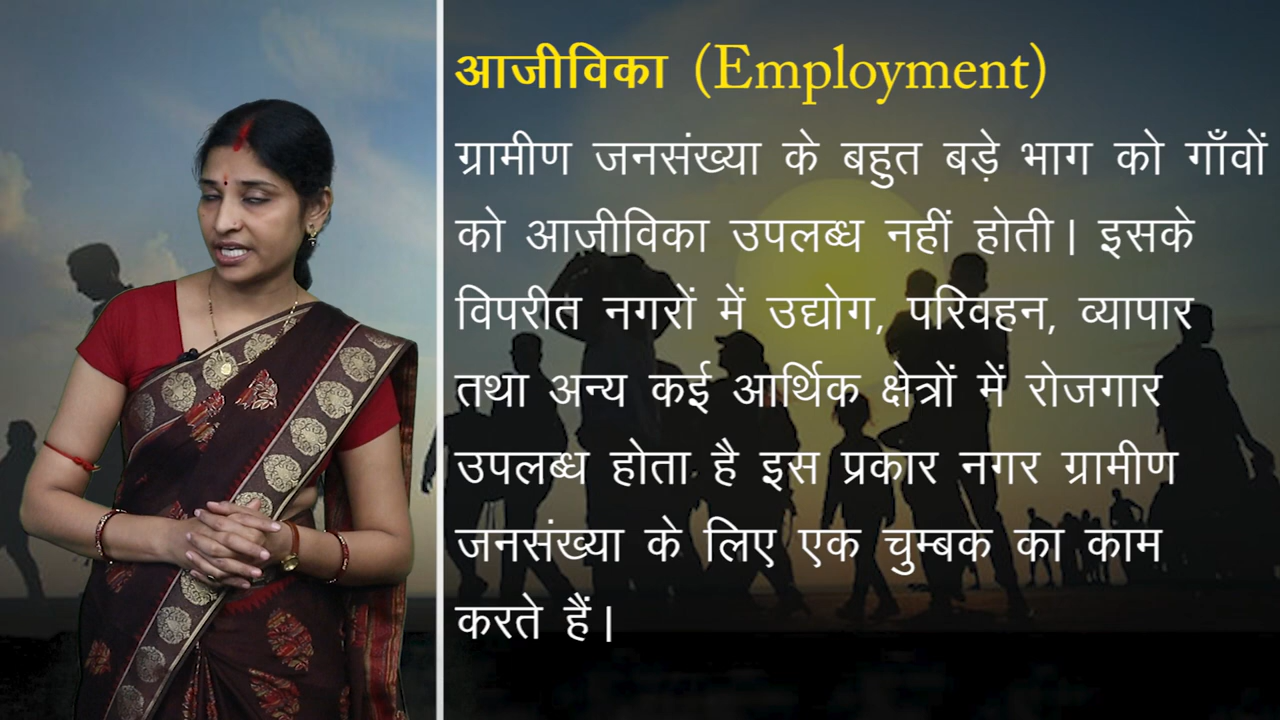 आजीविका (Employment)
ग्रामीण जनसंख्या के बहुत बड़े भाग को गाँवों
को आजीविका उपलब्ध नहीं होती। इसके
विपरीत नगरों में उद्योग, परिवहन, व्यापार
तथा अन्य कई आर्थिक क्षेत्रों में रोजगार
उपलब्ध होता है इस प्रकार नगर ग्रामीण
जनसंख्या के लिए एक चुम्बक का काम
करते हैं।